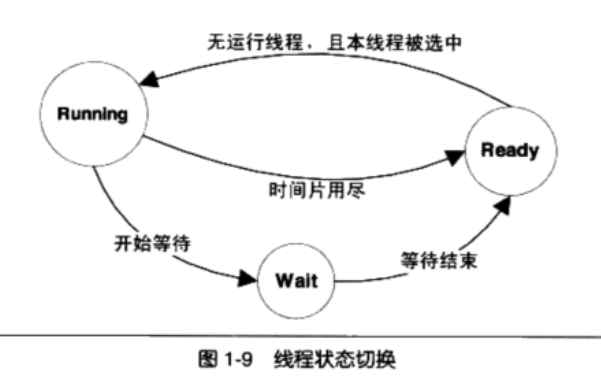 无运行线程，且本线程被选中
Running
Ready
时间片用尽
开始等待
等待结束
Wait
图 1-9 线程状态切换